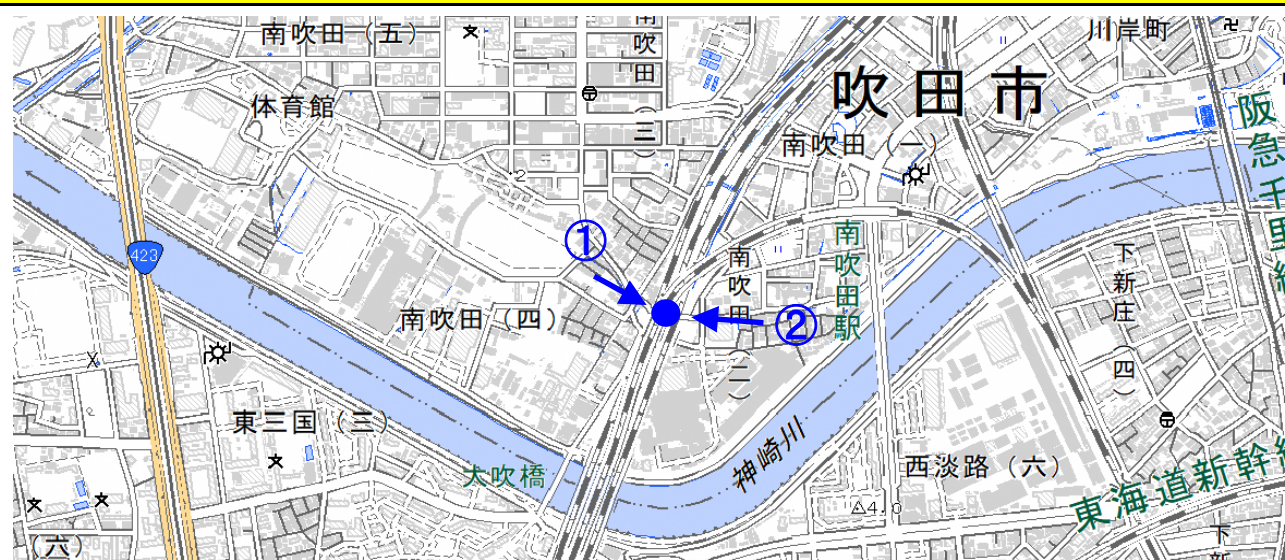 南吹田（五）
南吹田（三）
川岸町
吹田市
体育館
阪急千里線
南吹田（一）
①
423
南吹田駅
南吹田（二）
下新庄（四）
南吹田（四）
②
東三国（三）
神崎川
大吹橋
西淡路（六）
東海道新幹線
4.0
（六）